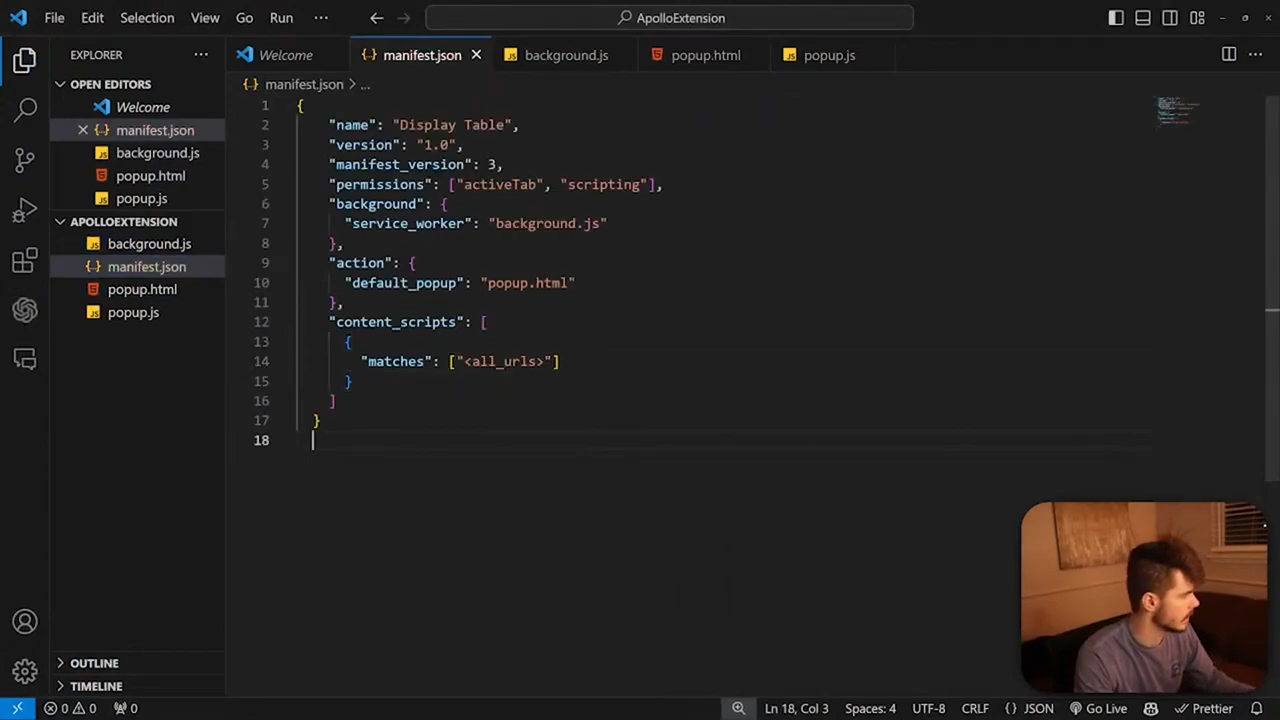 File Edit Selection View Go Run ··· ApolloExtension
EXPLORER ···
OPEN EDITORS
Welcome
manifest.json
background.js
popup.html
popup.js
APOLLOEXTENSION
background.js
manifest.json
popup.html
popup.js
OUTLINE
TIMELINE
Welcome manifest.json background.js popup.html popup.js
manifest.json > ...
1 {
2 "name": "Display Table",
3 "version": "1.0",
4 "manifest_version": 3,
5 "permissions": ["activeTab", "scripting"],
6 "background": {
7 "service_worker": "background.js"
8 },
9 "action": {
10 "default_popup": "popup.html"
11 },
12 "content_scripts": [
13 {
14 "matches": ["<all_urls>"]
15 }
16 ]
17 }
18
0 0 0 Ln 18, Col 3 Spaces: 4 UTF-8 CRLF {} JSON Go Live Prettier